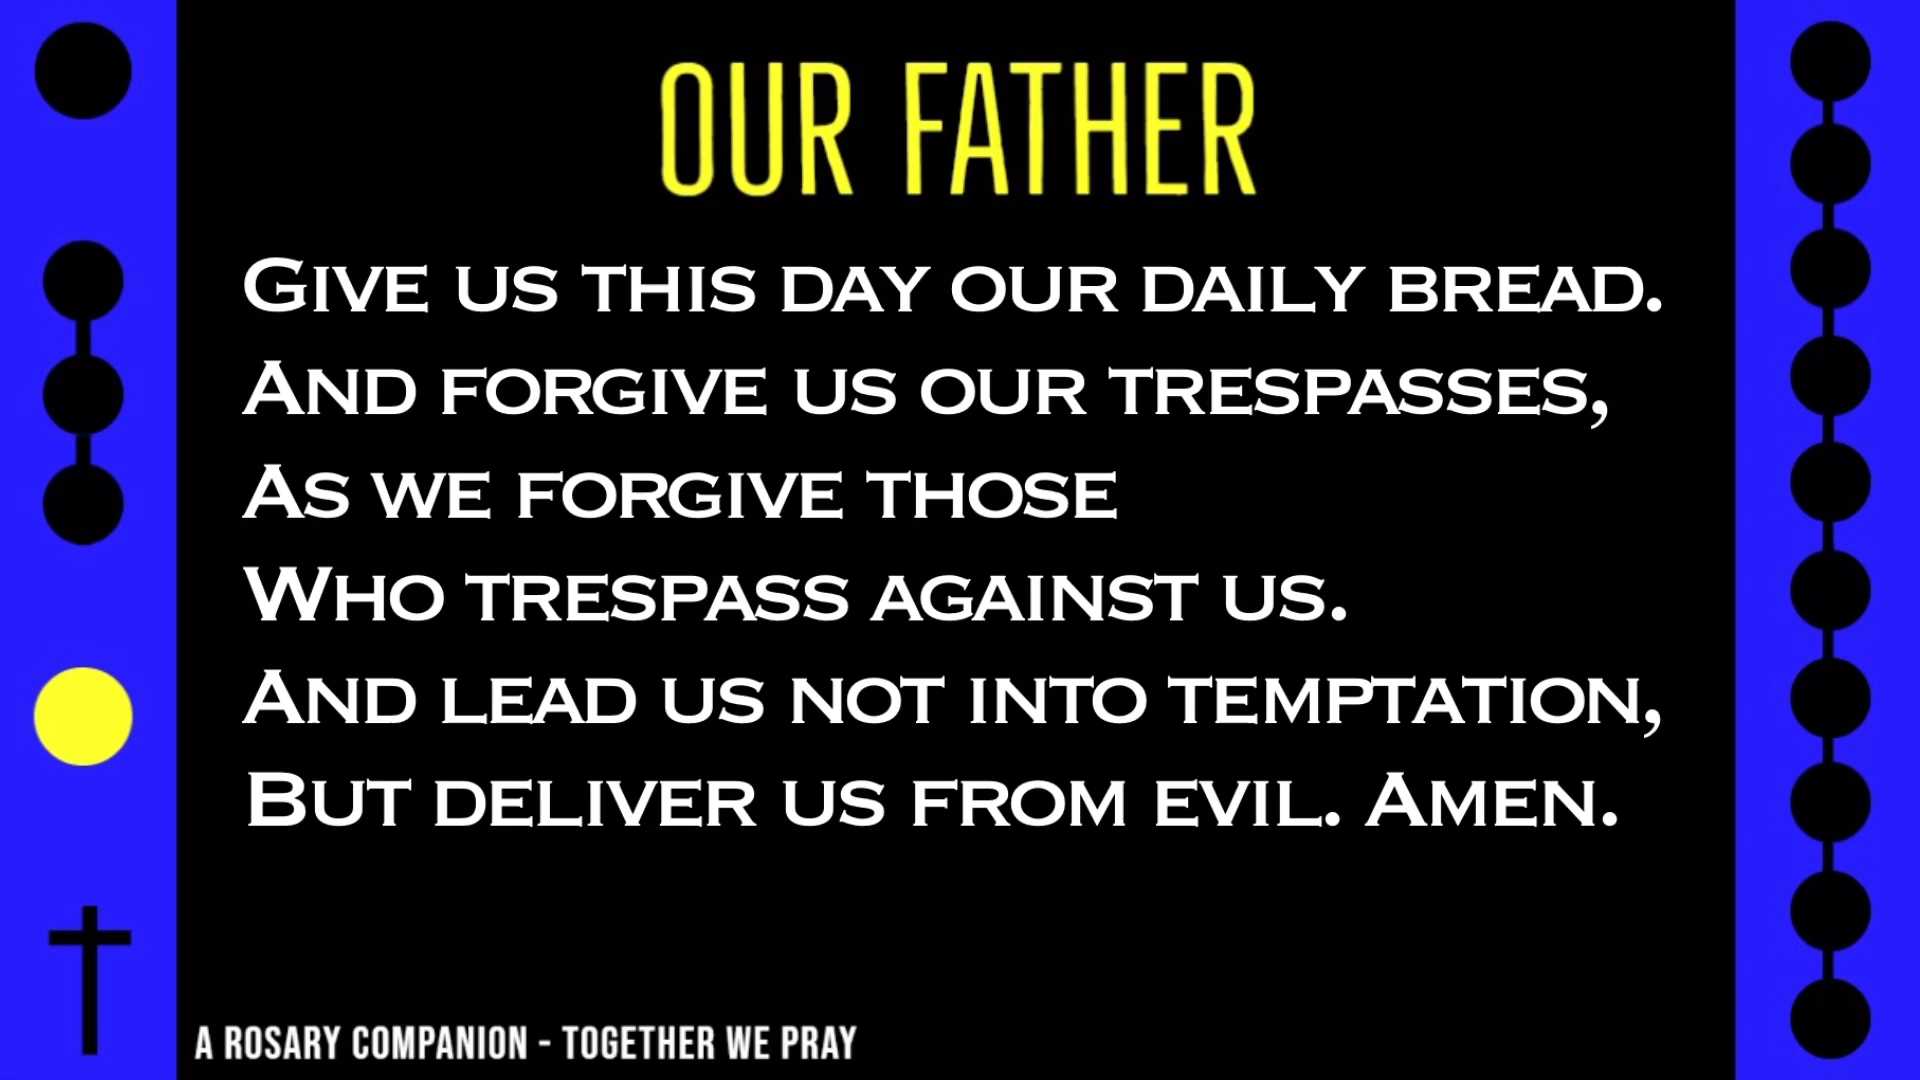 OUR FATHER
Give us this day our daily bread.
And forgive us our trespasses,
As we forgive those
Who trespass against us.
And lead us not into temptation,
But deliver us from evil. Amen.
A ROSARY COMPANION - TOGETHER WE PRAY